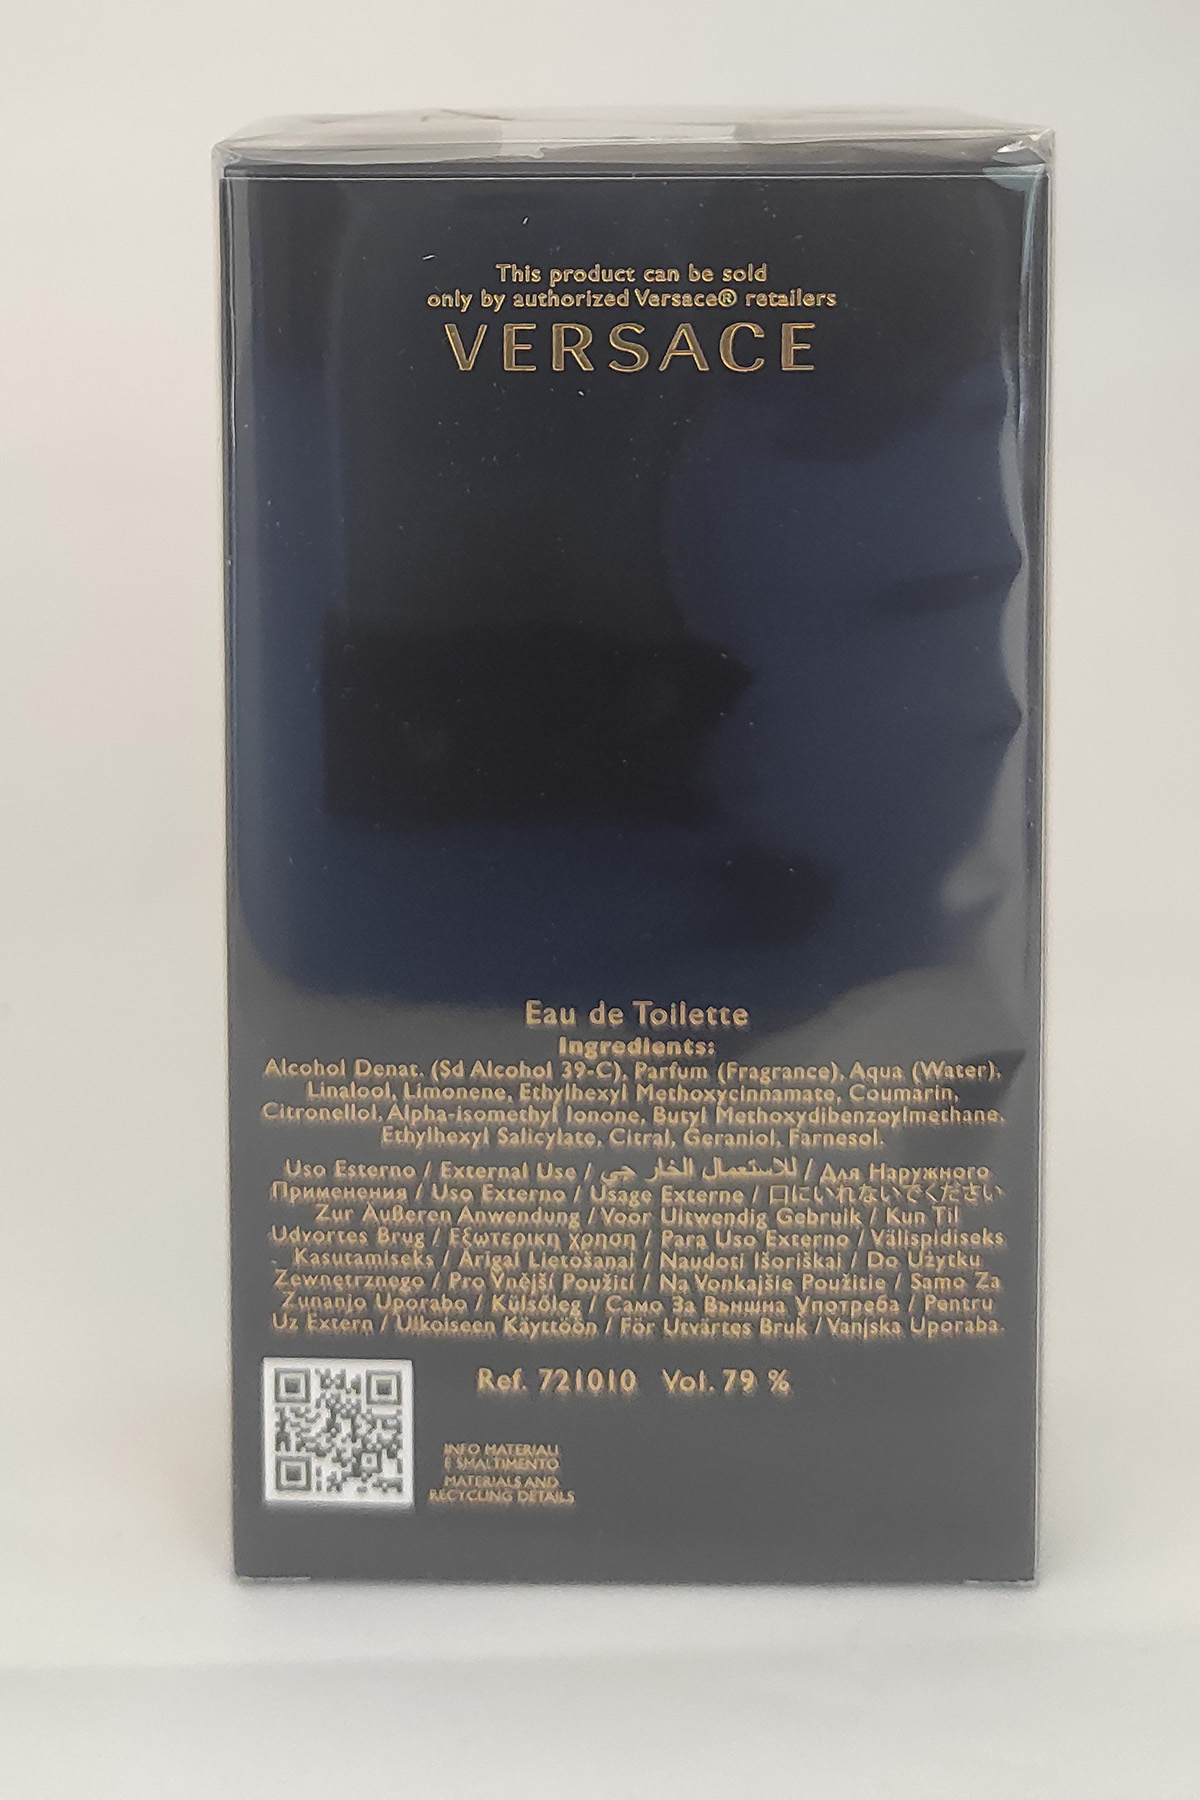 This product can be sold
only by authorized Versace® retailers
VERSACE
Eau de Toilette
Ingredients:
Alcohol Denat. (Sd Alcohol 39-C), Parfum (Fragrance), Aqua (Water),
Linalool, Limonene, Ethylhexyl Methoxycinnamate, Coumarin,
Citronellol, Alpha-isomethyl Ionone, Butyl Methoxydibenzoylmethane,
Ethylhexyl Salicylate, Citral, Geraniol, Farnesol.
Uso Esterno / External Use / للاستعمال الخار جي / Для Наружного
Применения / Uso Externo / Usage Externe / 口にいれないでください
Zur Äußeren Anwendung / Voor Uitwendig Gebruik / Kun Til
Udvortes Brug / Εξωτερικη χρηση / Para Uso Externo / Välispidiseks
Kasutamiseks / Ārīgai Lietošanai / Naudoti Išoriškai / Do Użytku
Zewnętrznego / Pro Vnější Použití / Na Vonkajšie Použitie / Samo Za
Zunanjo Uporabo / Külsőleg / Само За Външна Употреба / Pentru
Uz Extern / Ulkoiseen Käyttöön / För Utvärtes Bruk / Vanjska Uporaba.
Ref. 721010 Vol. 79 %
INFO MATERIALI
E SMALTIMENTO
MATERIALS AND
RECYCLING DETAILS